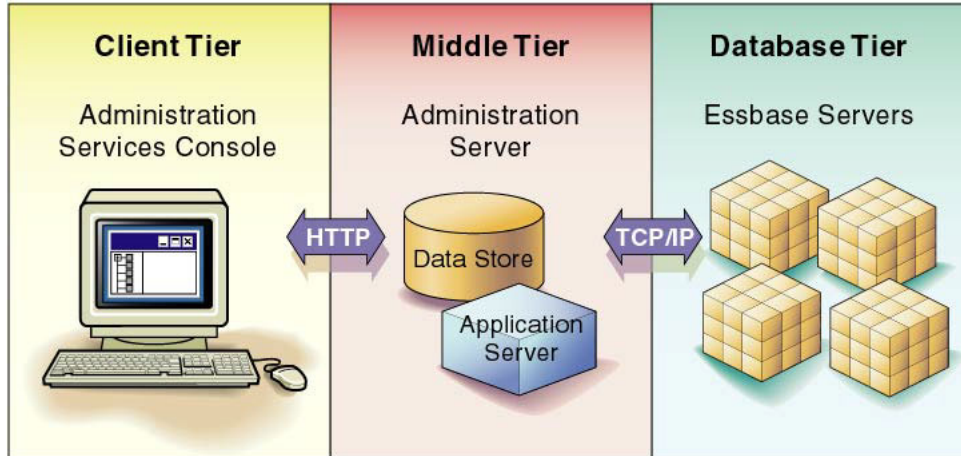 Client Tier
Administration
Services Console
HTTP
Middle Tier
Administration
Server
Data Store
Application
Server
TCP/IP
Database Tier
Essbase Servers